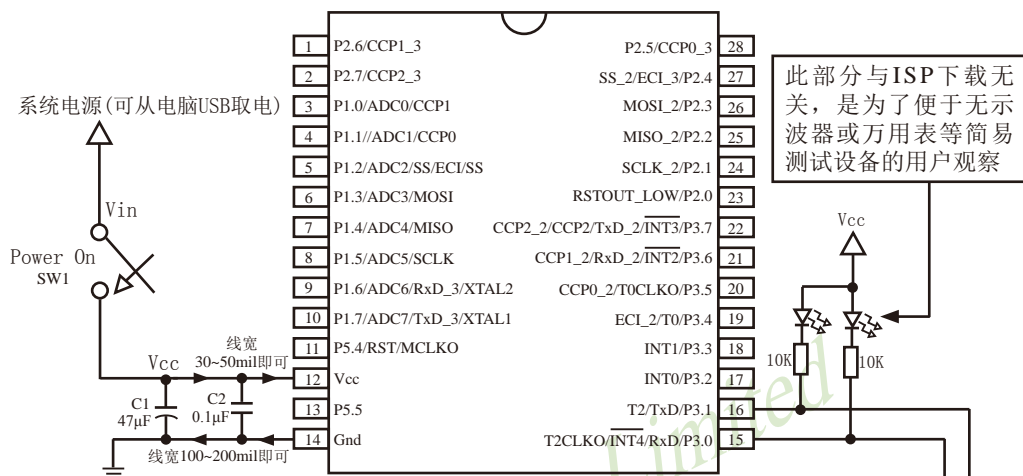 系统电源(可从电脑USB取电)
Vin
Power On
SW1
Vcc
线宽
30~50mil即可
C1
47µF
C2
0.1µF
线宽100~200mil即可
1 P2.6/CCP1_3
2 P2.7/CCP2_3
3 P1.0/ADC0/CCP1
4 P1.1//ADC1/CCP0
5 P1.2/ADC2/SS/ECI/SS
6 P1.3/ADC3/MOSI
7 P1.4/ADC4/MISO
8 P1.5/ADC5/SCLK
9 P1.6/ADC6/RxD_3/XTAL2
10 P1.7/ADC7/TxD_3/XTAL1
11 P5.4/RST/MCLKO
12 Vcc
13 P5.5
14 Gnd
P2.5/CCP0_3 28
SS_2/ECI_3/P2.4 27
MOSI_2/P2.3 26
MISO_2/P2.2 25
SCLK_2/P2.1 24
RSTOUT_LOW/P2.0 23
CCP2_2/CCP2/TxD_2/INT3/P3.7 22
CCP1_2/RxD_2/INT2/P3.6 21
CCP0_2/T0CLKO/P3.5 20
ECI_2/T0/P3.4 19
INT1/P3.3 18
INT0/P3.2 17
T2/TxD/P3.1 16
T2CLKO/INT4/RxD/P3.0 15
此部分与ISP下载无
关，是为了便于无示
波器或万用表等简易
测试设备的用户观察
Vcc
10K
10K
Limited